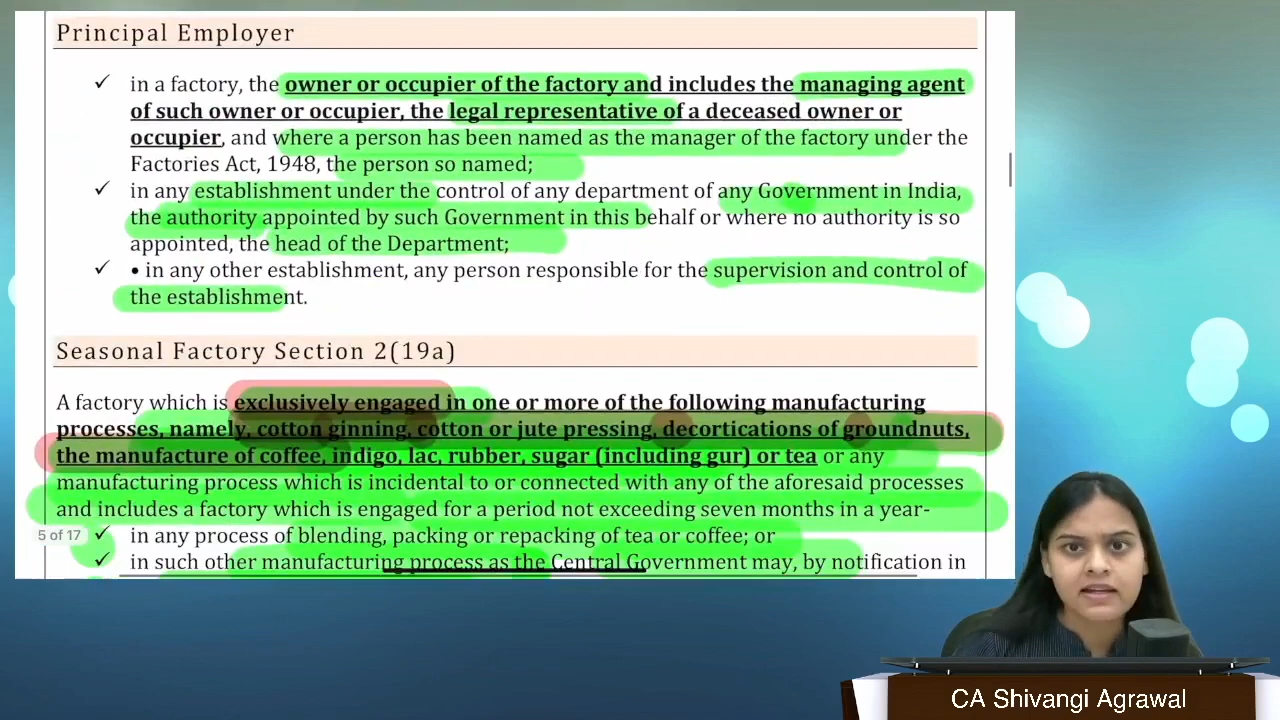 Principal Employer
✓ in a factory, the owner or occupier of the factory and includes the managing agent
of such owner or occupier, the legal representative of a deceased owner or
occupier, and where a person has been named as the manager of the factory under the
Factories Act, 1948, the person so named;
✓ in any establishment under the control of any department of any Government in India,
the authority appointed by such Government in this behalf or where no authority is so
appointed, the head of the Department;
✓ • in any other establishment, any person responsible for the supervision and control of
the establishment.
Seasonal Factory Section 2(19a)
A factory which is exclusively engaged in one or more of the following manufacturing
processes, namely, cotton ginning, cotton or jute pressing, decortications of groundnuts,
the manufacture of coffee, indigo, lac, rubber, sugar (including gur) or tea or any
manufacturing process which is incidental to or connected with any of the aforesaid processes
and includes a factory which is engaged for a period not exceeding seven months in a year-
5 of 17
✓ in any process of blending, packing or repacking of tea or coffee; or
✓ in such other manufacturing process as the Central Government may, by notification in
CA Shivangi Agrawal